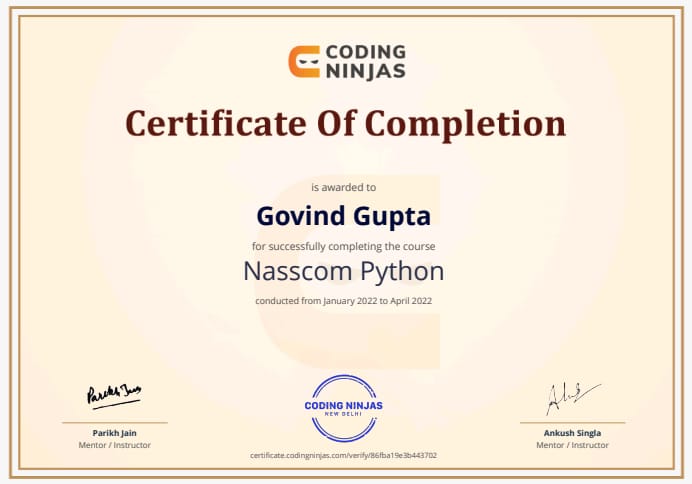 CODING
NINJAS
Certificate Of Completion
is awarded to
Govind Gupta
for successfully completing the course
Nasscom Python
conducted from January 2022 to April 2022
Parikh Jain
CODING NINJAS
NEW DELHI
Parikh Jain
Mentor / Instructor
Ankush Singla
Mentor / Instructor
certificate.codingninjas.com/verify/86fba19e3b443702